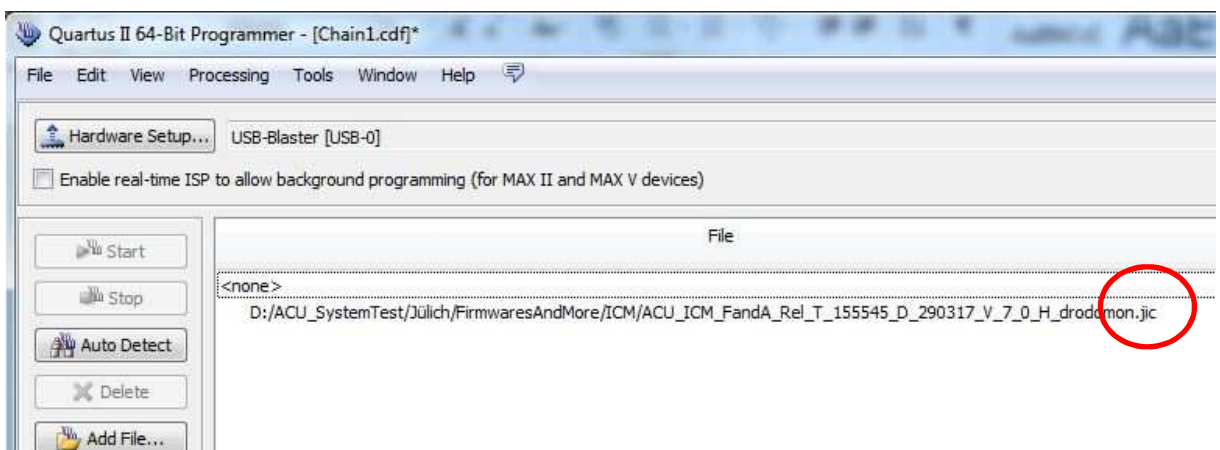 Quartus II 64-Bit Programmer - [Chain1.cdf]*
File Edit View Processing Tools Window Help
Hardware Setup... USB-Blaster [USB-0]
Enable real-time ISP to allow background programming (for MAX II and MAX V devices)
Start
Stop
Auto Detect
Delete
Add File...
File
<none>
D:/ACU_SystemTest/Jülich/FirmwaresAndMore/ICM/ACU_ICM_FandA_Rel_T_155545_D_290317_V_7_0_H_droddmon.jic